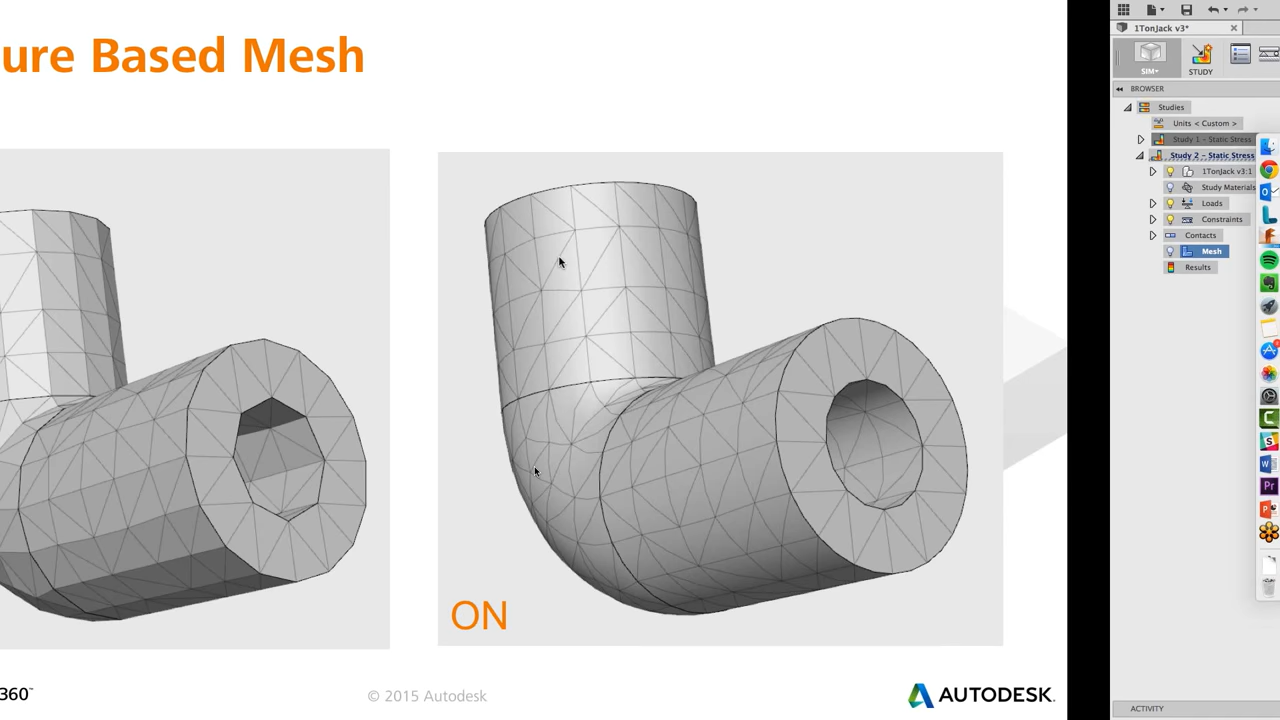 ure Based Mesh
ON
360™
© 2015 Autodesk
AUTODESK.
1TonJack v3*
SIM
STUDY
BROWSER
Studies
Units < Custom >
Study 1 - Static Stress
Study 2 - Static Stress
1TonJack v3:1
Study Materials
Loads
Constraints
Contacts
Mesh
Results
ACTIVITY